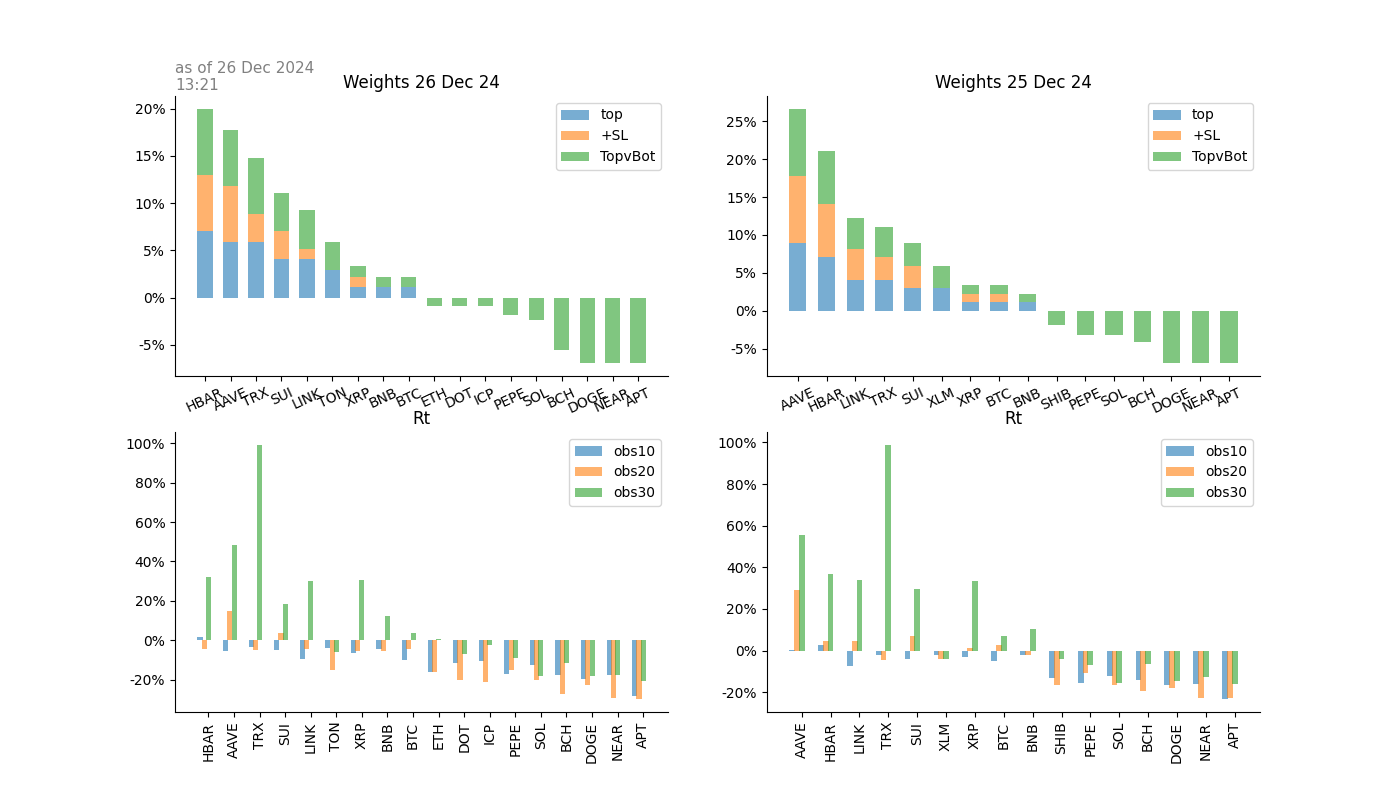 as of 26 Dec 2024
13:21
Weights 26 Dec 24
20%
15%
10%
5%
0%
-5%
top
+SL
TopvBot
HBAR AAVE TRX SUI LINK TON XRP BNB BTC ETH DOT ICP PEPE SOL BCH DOGE NEAR APT
Weights 25 Dec 24
25%
20%
15%
10%
5%
0%
-5%
top
+SL
TopvBot
AAVE HBAR LINK TRX SUI XLM XRP BTC BNB SHIB PEPE SOL BCH DOGE NEAR APT
Rt
100%
80%
60%
40%
20%
0%
-20%
obs10
obs20
obs30
HBAR AAVE TRX SUI LINK TON XRP BNB BTC ETH DOT ICP PEPE SOL BCH DOGE NEAR APT
Rt
100%
80%
60%
40%
20%
0%
-20%
obs10
obs20
obs30
AAVE HBAR LINK TRX SUI XLM XRP BTC BNB SHIB PEPE SOL BCH DOGE NEAR APT